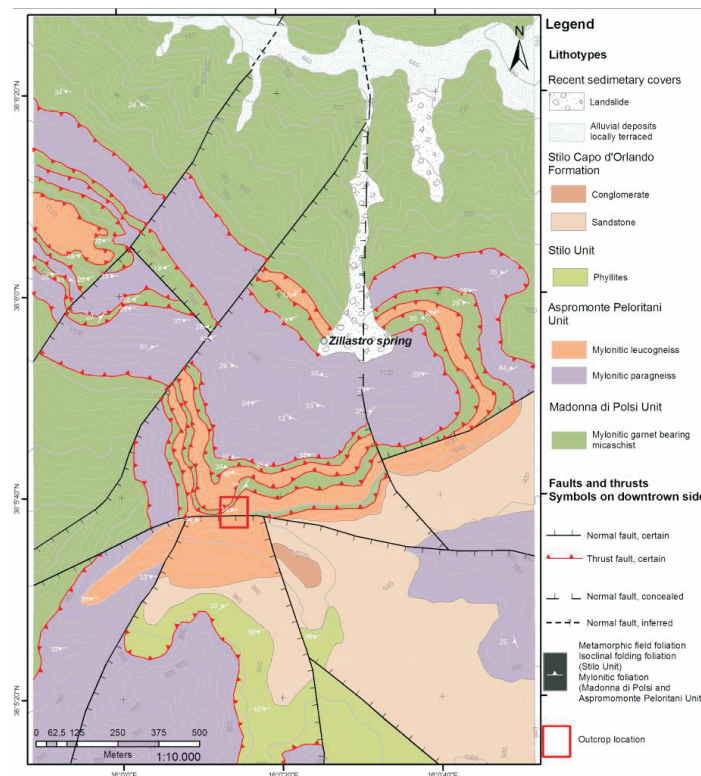 Legend
Lithotypes
Recent sedimetary covers
Landslide
Alluvial deposits
locally terraced
Stilo Capo d'Orlando
Formation
Conglomerate
Sandstone
Stilo Unit
Phyllites
Aspromonte Peloritani
Unit
Mylonitic leucogneiss
Mylonitic paragneiss
Madonna di Polsi Unit
Mylonitic garnet bearing
micaschist
Faults and thrusts
Symbols on downtrown side
Normal fault, certain
Thrust fault, certain
Normal fault, concealed
Normal fault, inferred
Metamorphic field foliation
Isoclinal folding foliation
(Stilo Unit)
Mylonitic foliation
(Madonna di Polsi and
Aspromomonte Peloritani Unit
Outcrop location
N
Zillastro spring
38°6'20"
38°6'0"
38°5'40"
38°5'20"
0 62,5 125 250 375 500
Meters 1:10.000
16°0'0"E
16°0'20"E
16°0'40"E